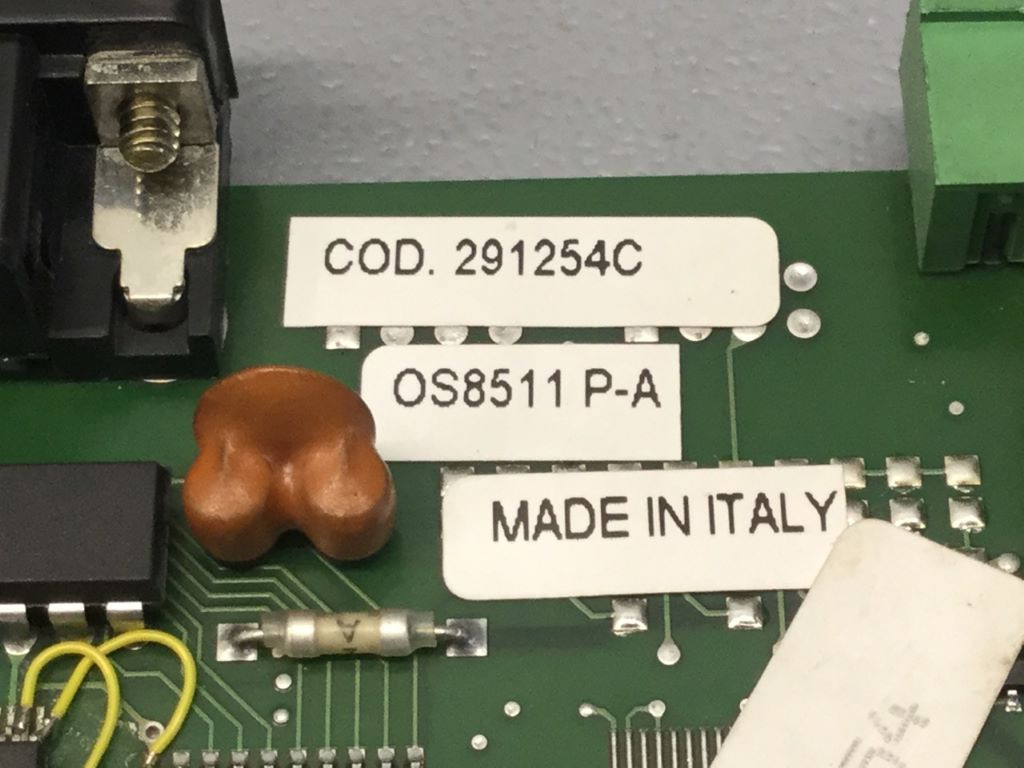 COD. 291254C
OS8511 P-A
MADE IN ITALY